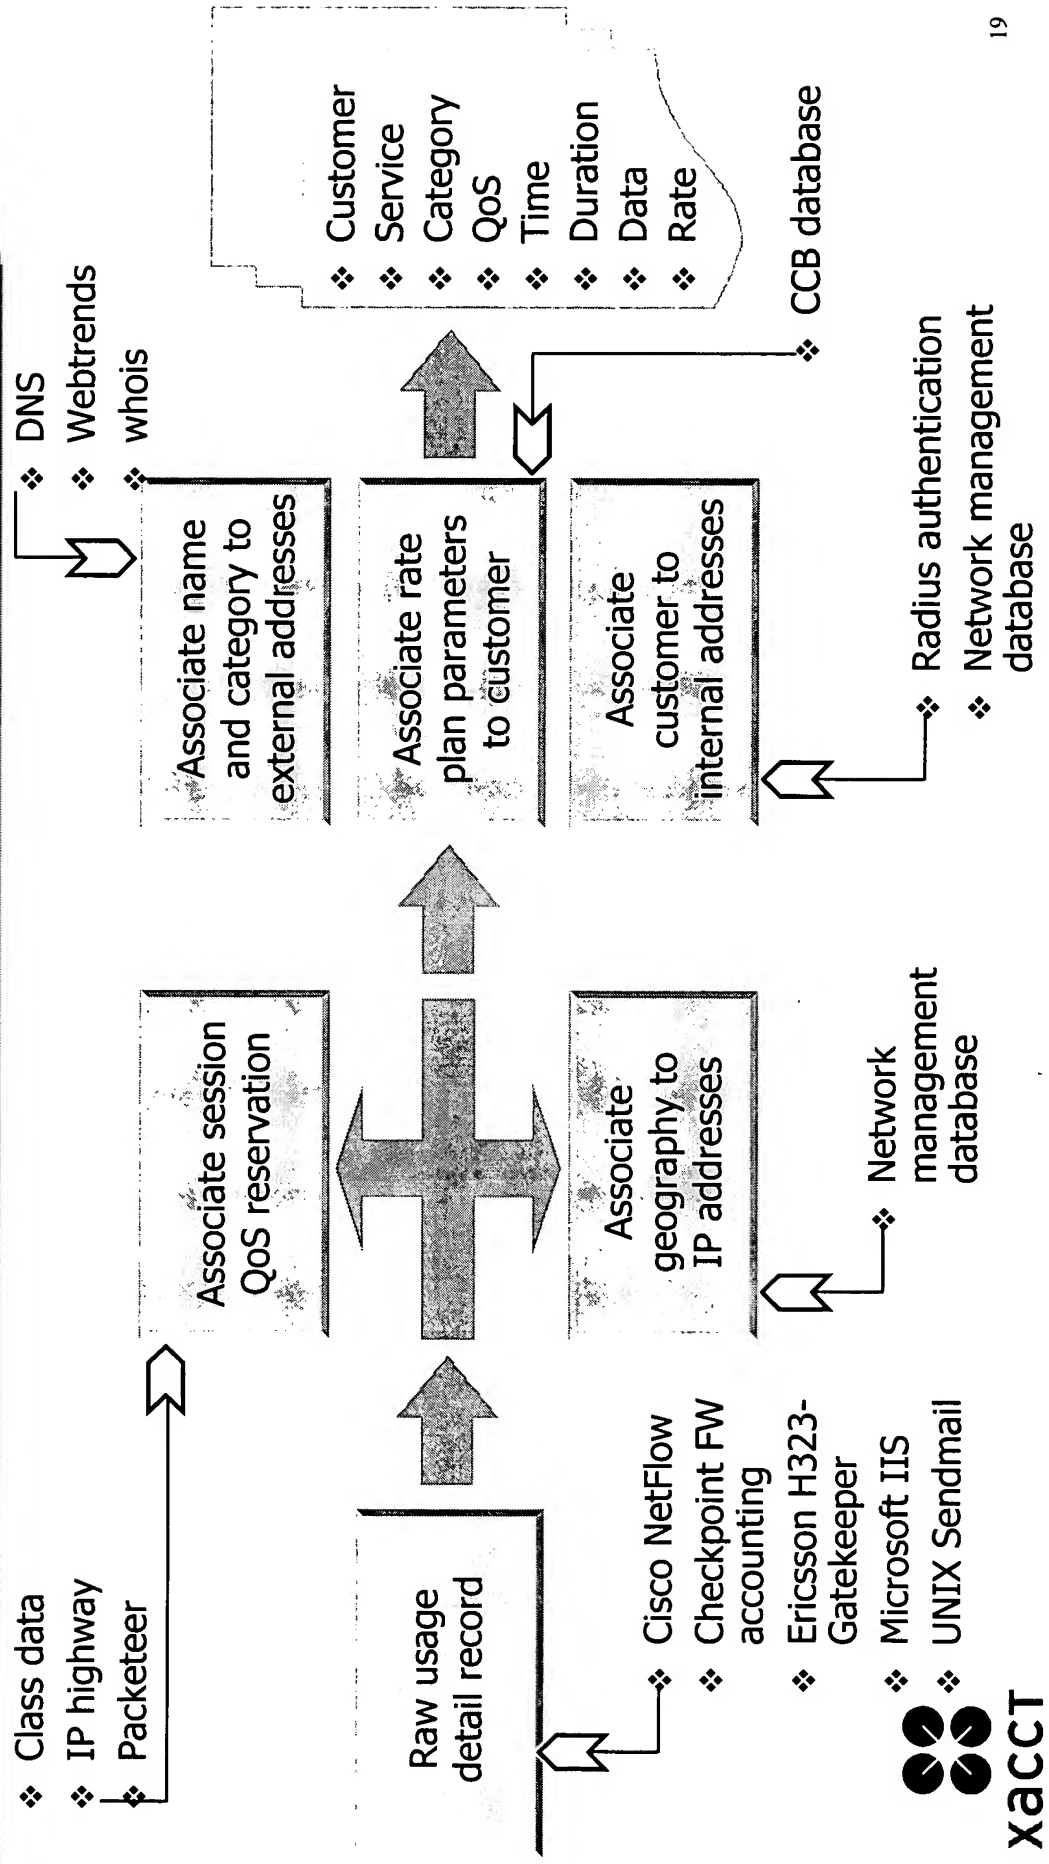 ❖ Class data
❖ IP highway
❖ Packeteer
❖ DNS
❖ Webtrends
❖ whois
Raw usage
detail record
❖ Cisco NetFlow
❖ Checkpoint FW
accounting
❖ Ericsson H323-
Gatekeeper
❖ Microsoft IIS
❖ UNIX Sendmail
Associate session
QoS reservation
Associate
geography to
IP addresses
❖ Network
management
database
Associate name
and category to
external addresses
Associate rate
plan parameters
to customer
Associate
customer to
internal addresses
❖ Radius authentication
❖ Network management
database
❖ CCB database
❖ Customer
❖ Service
❖ Category
❖ QoS
❖ Time
❖ Duration
❖ Data
❖ Rate
xacct
19